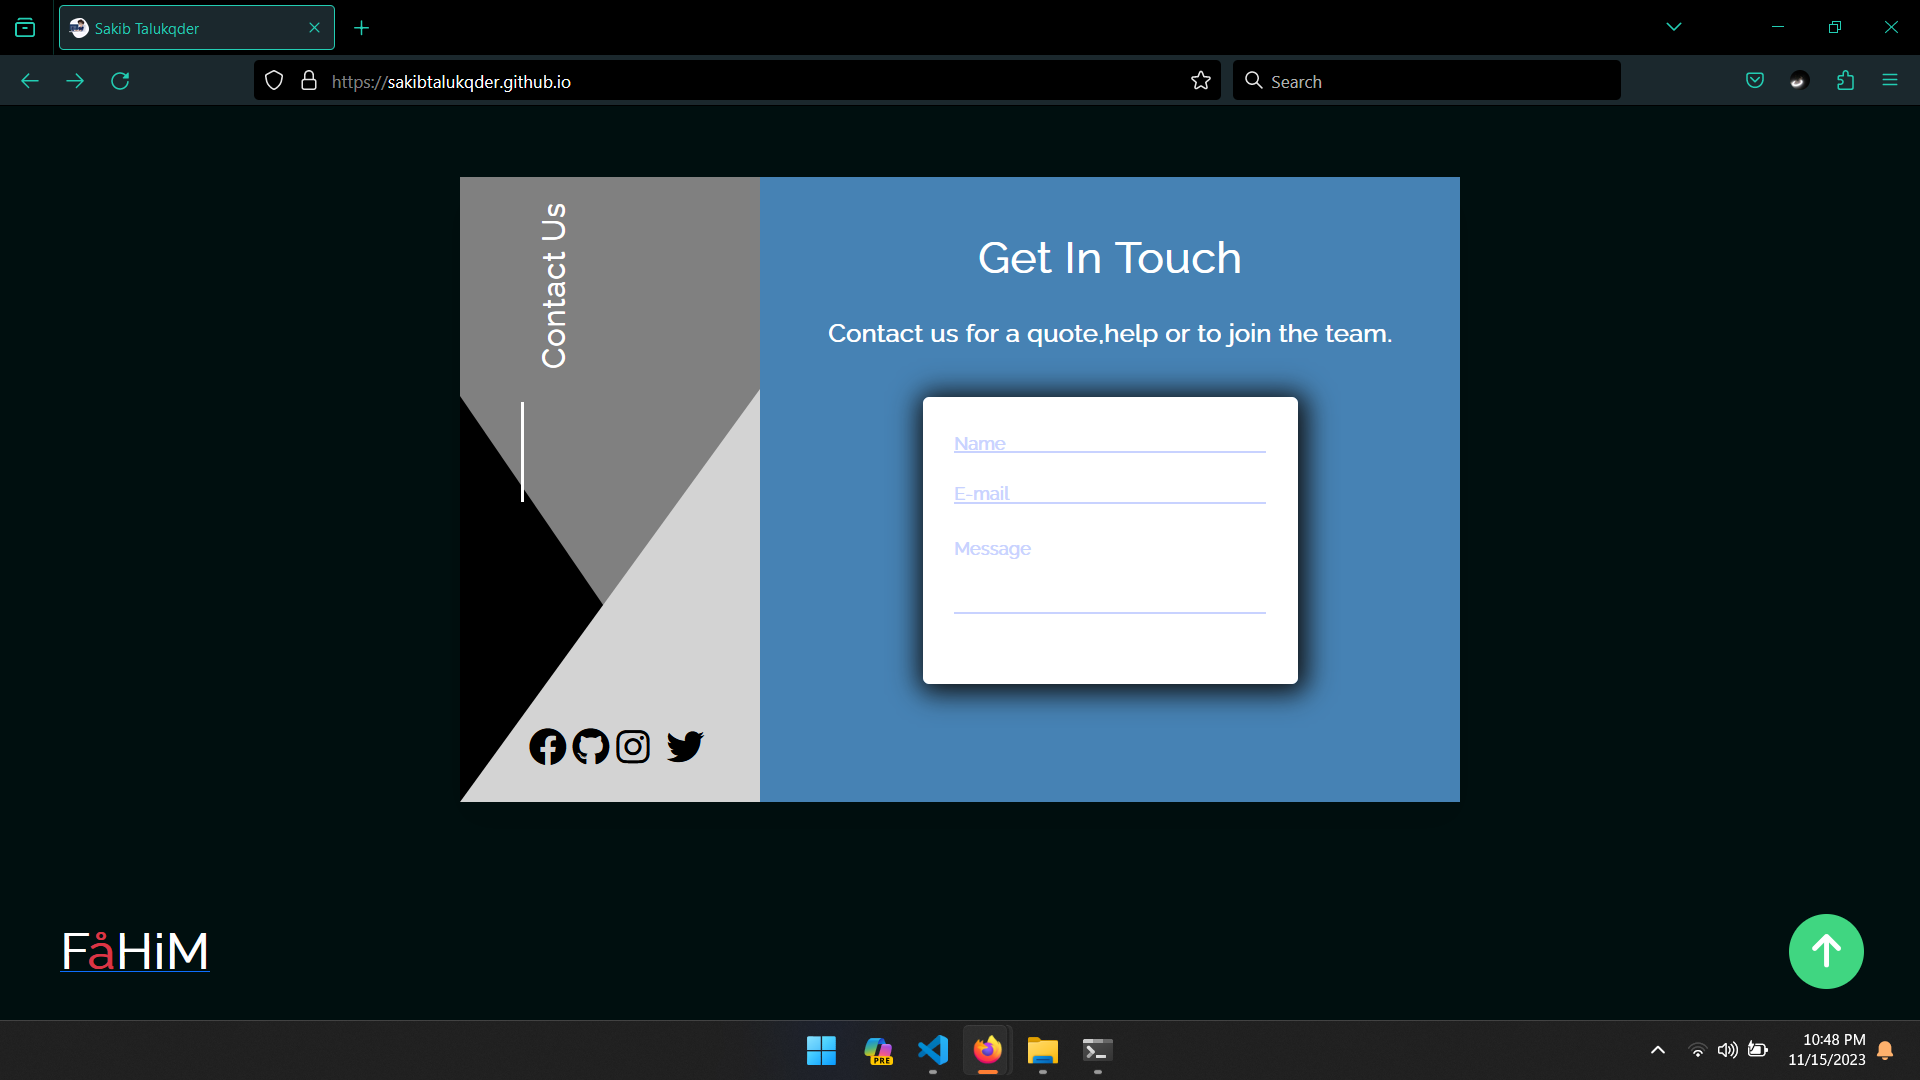 Sakib Talukqder
https://sakibtalukqder.github.io
Search
Contact Us
Get In Touch
Contact us for a quote,help or to join the team.
Name
E-mail
Message
FåHiM
PRE
10:48 PM
11/15/2023